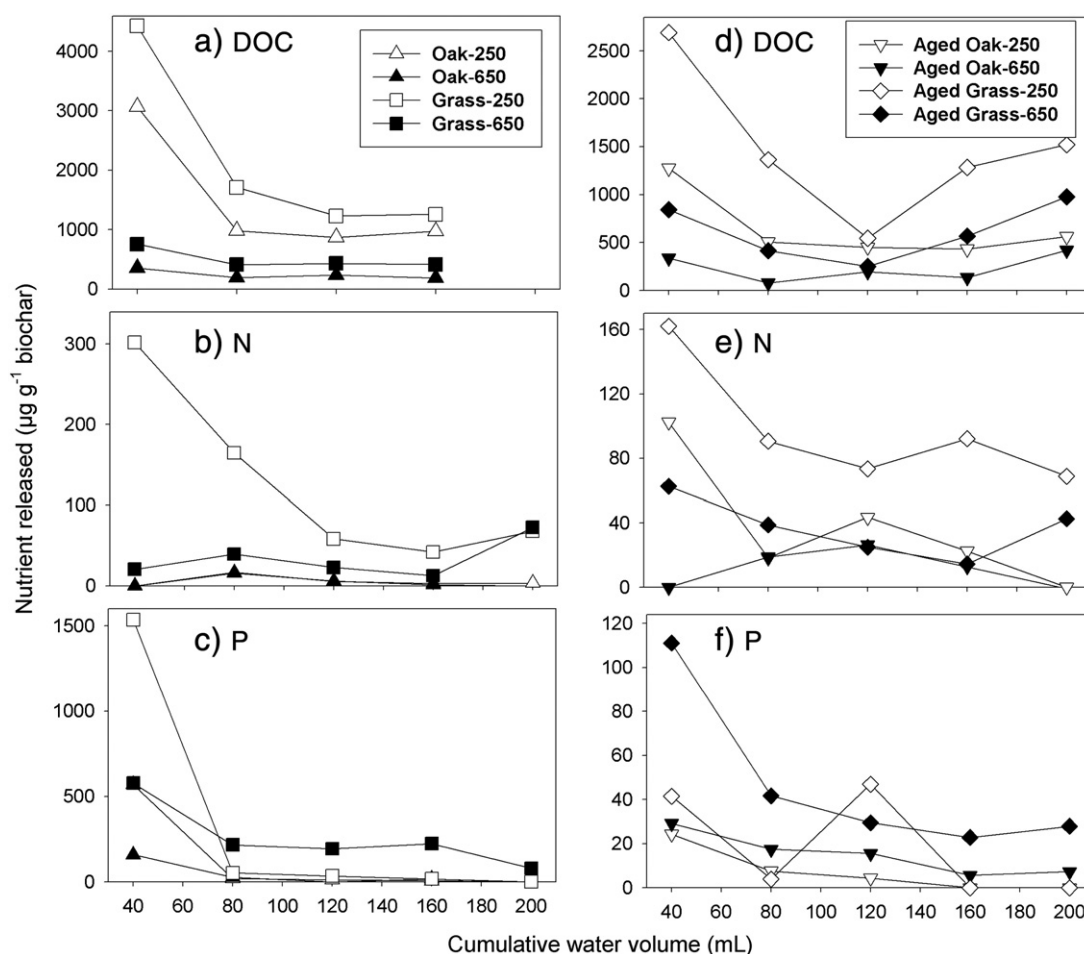 a) DOC
Oak-250
Oak-650
Grass-250
Grass-650
4000
3000
2000
1000
0
d) DOC
Aged Oak-250
Aged Oak-650
Aged Grass-250
Aged Grass-650
2500
2000
1500
1000
500
0
Nutrient released (µg g⁻¹ biochar)
b) N
300
200
100
0
e) N
160
120
80
40
0
c) P
1500
1000
500
0
40 60 80 100 120 140 160 180 200
f) P
120
100
80
60
40
20
0
40 60 80 100 120 140 160 180 200
Cumulative water volume (mL)